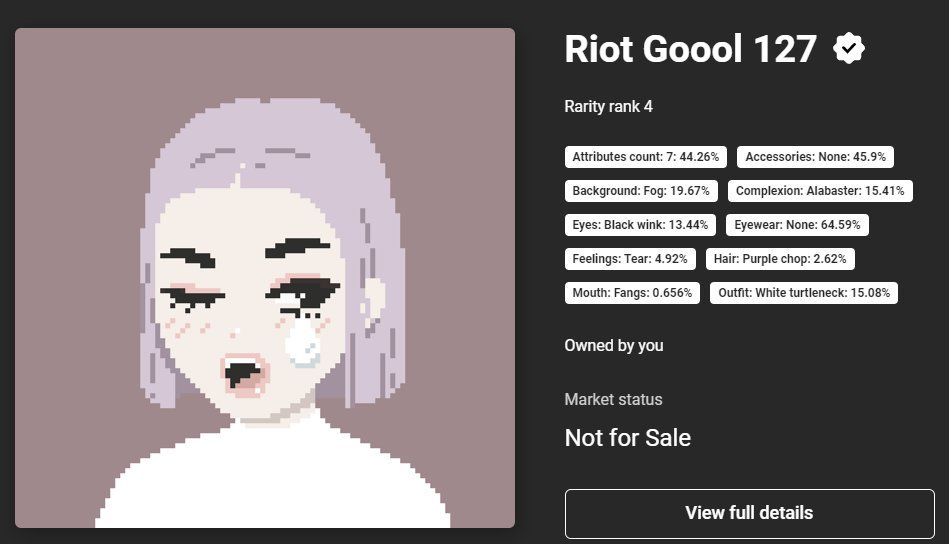 Riot Goool 127
Rarity rank 4
Attributes count: 7: 44.26% Accessories: None: 45.9%
Background: Fog: 19.67% Complexion: Alabaster: 15.41%
Eyes: Black wink: 13.44% Eyewear: None: 64.59%
Feelings: Tear: 4.92% Hair: Purple chop: 2.62%
Mouth: Fangs: 0.656% Outfit: White turtleneck: 15.08%
Owned by you
Market status
Not for Sale
View full details